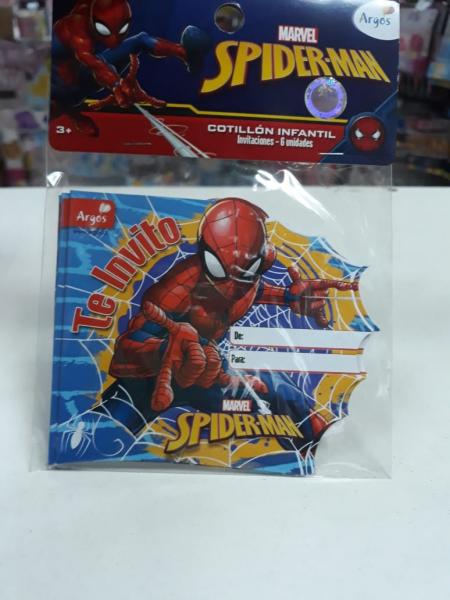 Argos
MARVEL
SPIDER-MAN
3+
COTILLÓN INFANTIL
Invitaciones - 6 unidades
Argos
Te Invito
De:
Para:
MARVEL
SPIDER-MAN